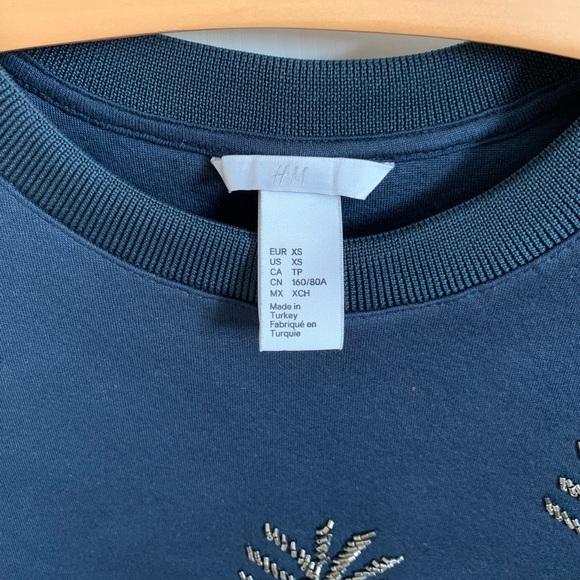 H&M
EUR XS
US XS
CA TP
CN 160/80A
MX XCH
Made in
Turkey
Fabriqué en
Turquie